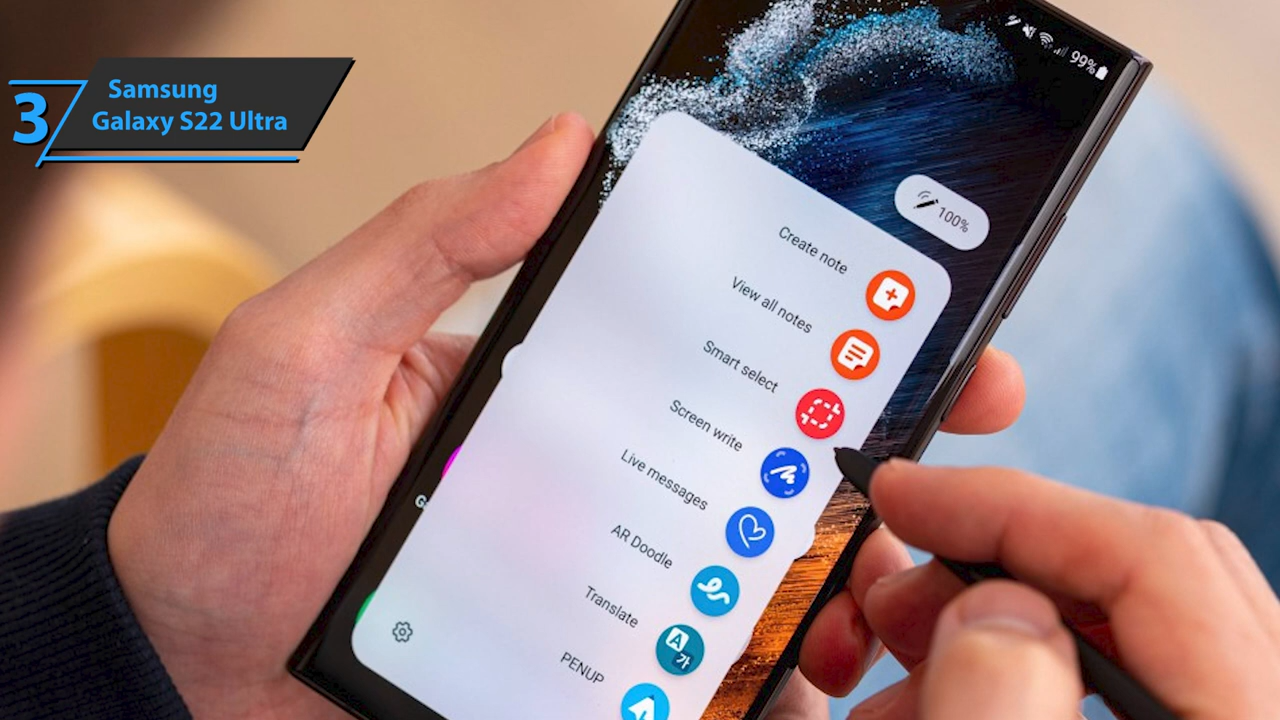 3
Samsung
Galaxy S22 Ultra
99%
100%
Create note
View all notes
Smart select
Screen write
Live messages
AR Doodle
Translate
A 가
PENUP